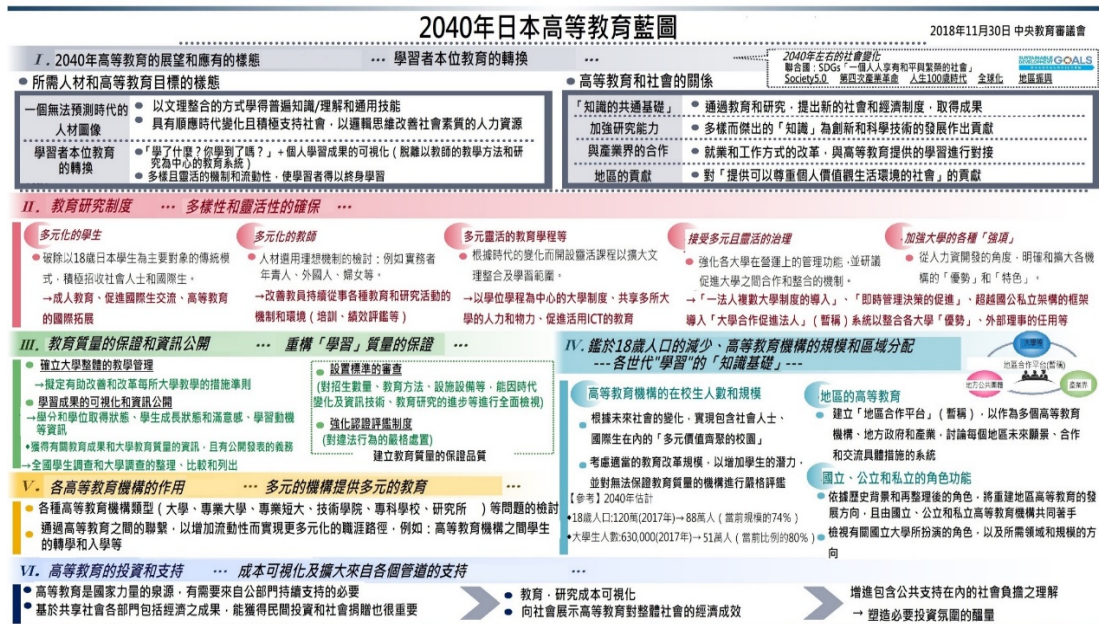 2040年日本高等教育藍圖
2018年11月30日 中央教育審議會
I. 2040年高等教育的展望和應有的樣態 … 學習者本位教育的轉換
2040年左右的社會變化
聯合國：SDGs「一個人人享有和平與繁榮的社會」
Society5.0 第四次產業革命 人生100歲時代 全球化 地區振興
SUSTAINABLE DEVELOPMENT GOALS
● 所需人材和高等教育目標的樣態
一個無法預測時代的
人材圖像
● 以文理整合的方式學得普遍知識/理解和通用技能
● 具有順應時代變化且積極支持社會，以邏輯思維改善社會素質的人力資源
學習者本位教育
的轉換
●「學了什麼？你學到了嗎？」+個人學習成果的可視化（脫離以教師的教學方法和研
究為中心的教育系統）
● 多樣且靈活的機制和流動性，使學習者得以終身學習
● 高等教育和社會的關係
「知識的共通基礎」
● 通過教育和研究，提出新的社會和經濟制度，取得成果
加強研究能力
● 多樣而傑出的「知識」為創新和科學技術的發展作出貢獻
與產業界的合作
● 就業和工作方式的改革，與高等教育提供的學習進行對接
地區的貢獻
● 對「提供可以尊重個人價值觀生活環境的社會」的貢獻
II. 教育研究制度 … 多樣性和靈活性的確保 …
多元化的學生
● 破除以18歲日本學生為主要對象的傳統模
式，積極招收社會人士和國際生。
→成人教育、促進國際生交流、高等教育
的國際拓展
多元化的教師
● 人材選用理想機制的檢討：例如實務者
年青人、外國人、婦女等。
→改善教員持續從事各種教育和研究活動的
機制和環境（培訓、績效評鑑等）
多元靈活的教育學程等
● 根據時代的變化而開設靈活課程以擴大文
理整合及學習範圍。
→以學位學程為中心的大學制度、共享多所大
學的人力和物力、促進活用ICT的教育
接受多元且靈活的治理
● 強化各大學在營運上的管理功能，並研議
促進大學之間合作和整合的機制。
加強大學的各種「強項」
● 從人力資開發的角度，明確和擴大各機
構的「優勢」和「特色」。
→「一法人複數大學制度的導入」、「即時管理決策的促進」、超越國公私立架構的框架
導入「大學合作促進法人」（暫稱）系統以整合各大學「優勢」、外部理事的任用等
III. 教育質量的保證和資訊公開 … 重構「學習」質量的保證
● 確立大學整體的教學管理
→擬定有助改善和改革每所大學教學的措施準則
● 學習成果的可視化和資訊公開
→學分和學位取得狀態、學生成長狀態和滿意感、學習動機
等資訊
●獲得有關教育成果和大學教育質量的資訊，且有公開發表的義務
→全國學生調查和大學調查的整理、比較和列出
● 設置標準的審查
(對招生數量、教育方法、設施設備等，能因時代
變化及資訊技術、教育研究的進步等進行全面檢視)
● 強化認證評鑑制度
(對違法行為的嚴格處置)
建立教育質量的保證品質
IV. 鑑於18歲人口的減少、高等教育機構的規模和區域分配
---各世代"學習"的「知識基礎」---
高等教育機構的在校生人數和規模
● 根據未來社會的變化，實現包含社會人士、
國際生在內的「多元價值齊聚的校園」
● 考慮適當的教育改革規模，以增加學生的潛力，
並對無法保證教育質量的機構進行嚴格評鑑
【參考】2040年估計
●18歲人口:120萬(2017年)→88萬人（當前規模的74%）
●大學生人數:630,000(2017年)→51萬人（當前比例的80%）
地區合作平台(暫稱)
地方公共團體
產業界
地區的高等教育
● 建立「地區合作平台」（暫稱），以作為多個高等教育
機構、地方政府和產業，討論每個地區未來願景、合作
和交流具體措施的系統
國立、公立和私立的角色功能
● 依據歷史背景和再整理後的角色，將重建地區高等教育的發
展方向，且由國立、公立和私立高等教育機構共同著手
● 檢視有關國立大學所扮演的角色，以及所需領域和規模的方
向
V. 各高等教育機構的作用 … 多元的機構提供多元的教育
● 各種高等教育機構類型（大學、專業大學、專業短大、技術學院、專科學校、研究所 ）等問題的檢討
● 通過高等教育之間的聯繫，以增加流動性而實現更多元化的職涯路徑，例如：高等教育機構之間學生
的轉學和入學等
VI. 高等教育的投資和支持 … 成本可視化及擴大來自各個管道的支持 …
● 高等教育是國家力量的泉源，有需要來自公部門持續支持的必要
● 基於共享社會各部門包括經濟之成果，能獲得民間投資和社會捐贈也很重要
● 教育，研究成本可視化
● 向社會展示高等教育對整體社會的經濟成效
增進包含公共支持在內的社會負擔之理解
→ 塑造必要投資氛圍的醞量